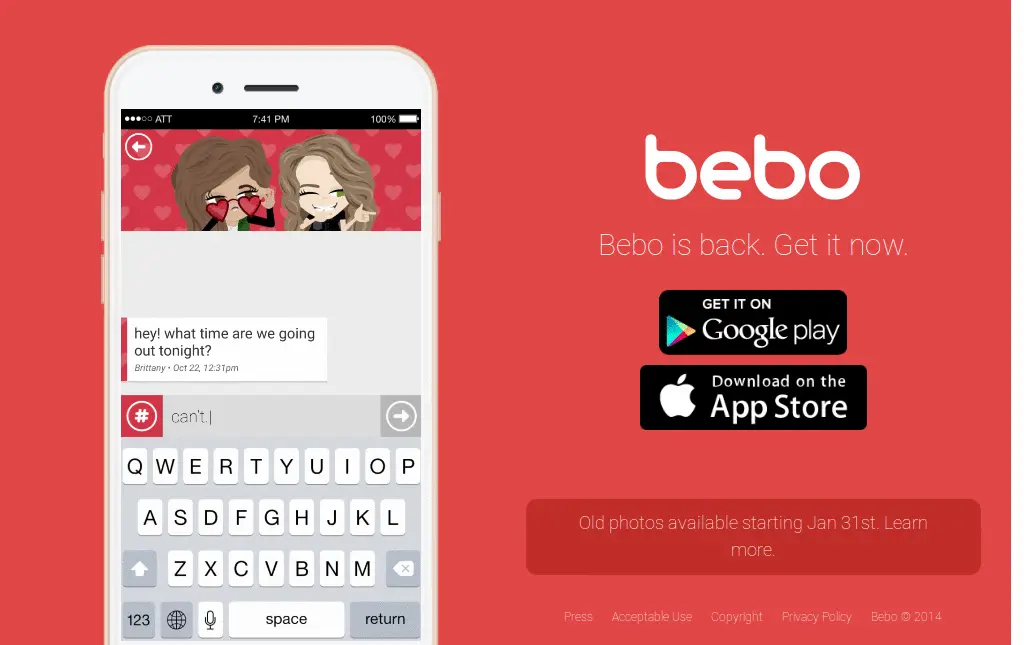 ATT 7:41 PM 100%
hey! what time are we going
out tonight?
Brittany • Oct 22, 12:31pm
# can't.
Q W E R T Y U I O P
A S D F G H J K L
Z X C V B N M
123 space return
bebo
Bebo is back. Get it now.
GET IT ON
Google play
Download on the
App Store
Old photos available starting Jan 31st. Learn
more.
Press Acceptable Use Copyright Privacy Policy Bebo © 2014